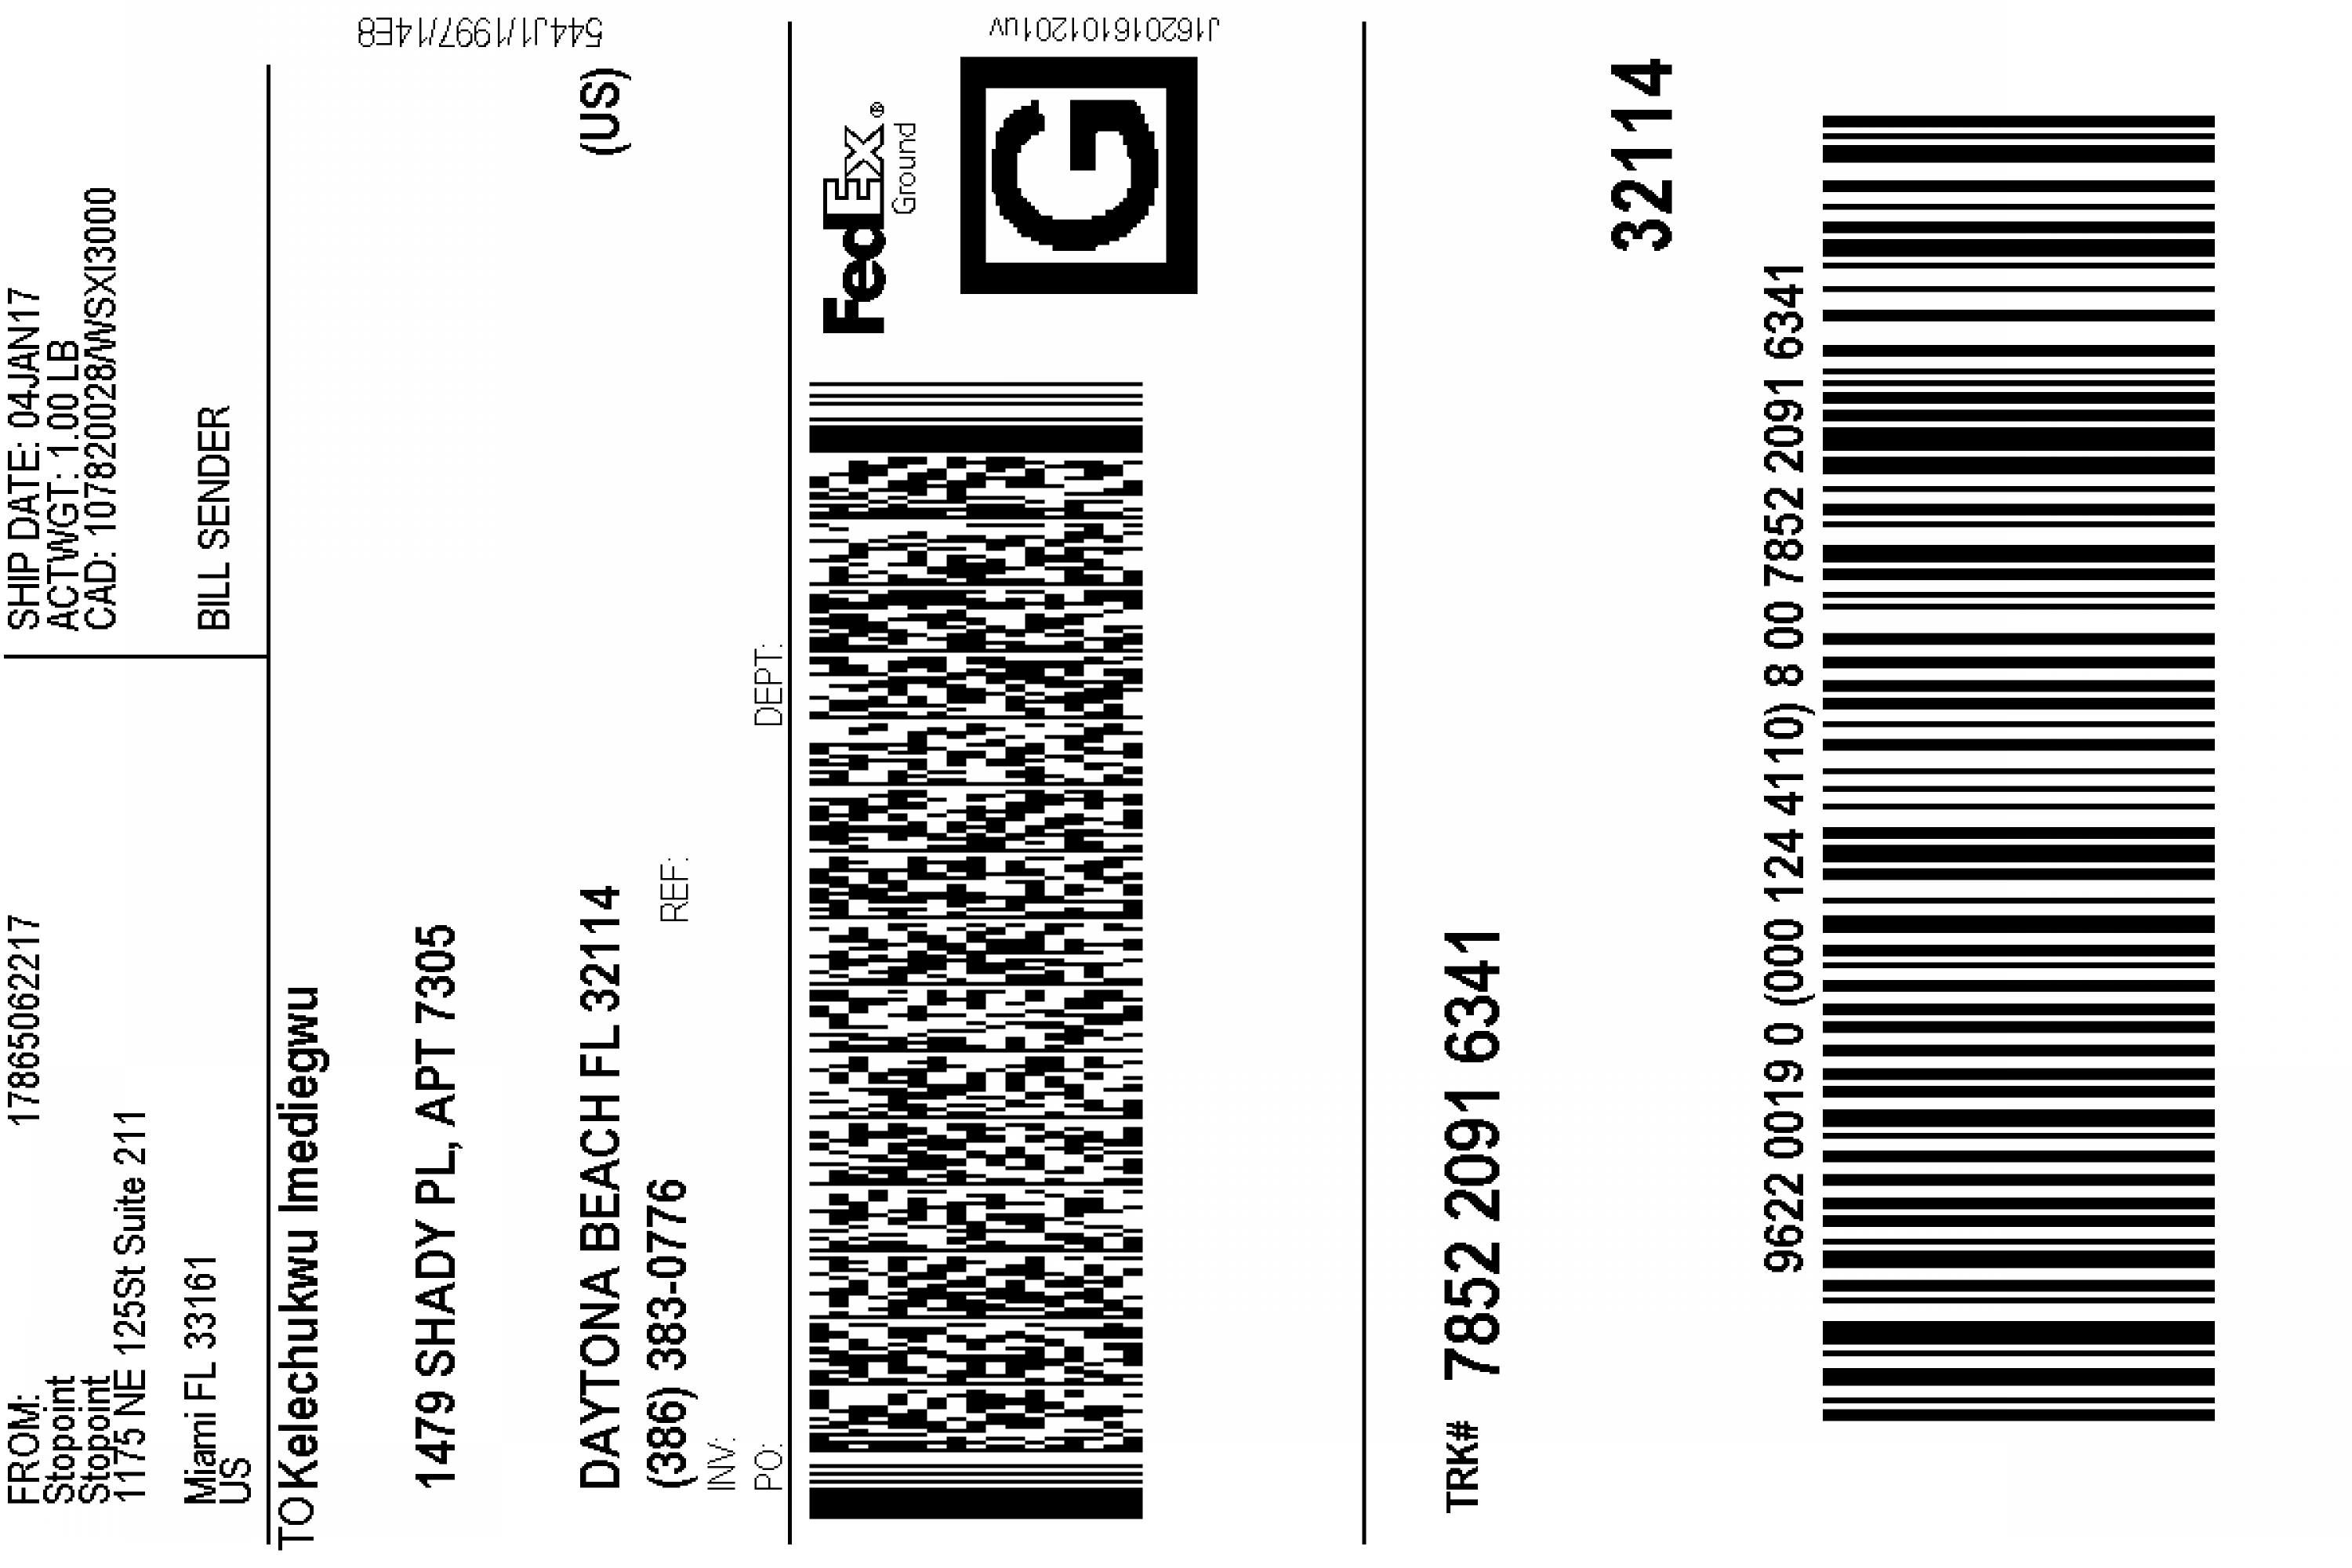 FROM: 17865062217
Stopoint
Stopoint
1175 NE 125St Suite 211
Miami FL 33161
US
SHIP DATE: 04JAN17
ACTWGT: 1.00 LB
CAD: 107820028/WSXI3000
BILL SENDER
TO Kelechukwu Imediegwu
1479 SHADY PL, APT 7305
DAYTONA BEACH FL 32114 (US)
(386) 383-0776 REF:
INV:
PO: DEPT:
544J1/1997/14E8
FedEx®
Ground
G
J162016101201uv
TRK# 7852 2091 6341
32114
9622 0019 0 (000 124 4110) 8 00 7852 2091 6341